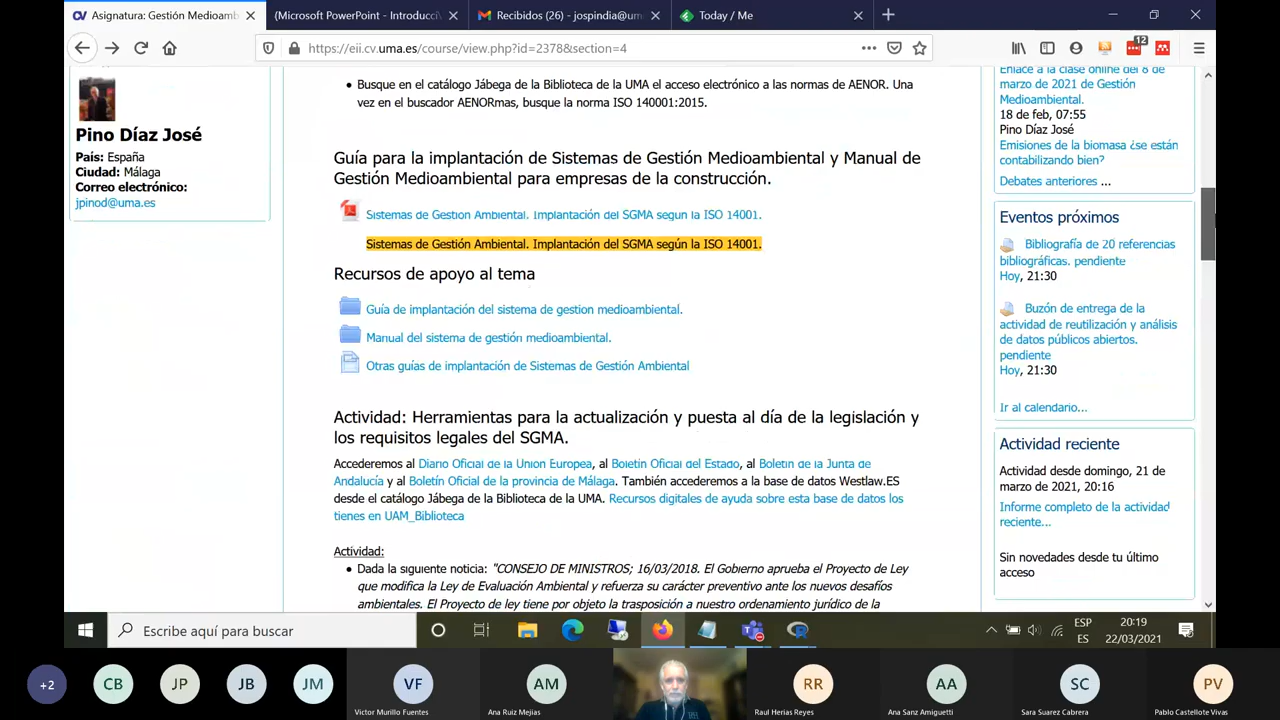 Asignatura: Gestión Medioamb
(Microsoft PowerPoint - Introducció
Recibidos (26) - jospindia@um
Today / Me
https://eii.cv.uma.es/course/view.php?id=2378&section=4
12
Pino Díaz José
País: España
Ciudad: Málaga
Correo electrónico:
jpinod@uma.es
Busque en el catálogo Jábega de la Biblioteca de la UMA el acceso electrónico a las normas de AENOR. Una
vez en el buscador AENORmas, busque la norma ISO 140001:2015.
Guía para la implantación de Sistemas de Gestión Medioambiental y Manual de
Gestión Medioambiental para empresas de la construcción.
Sistemas de Gestión Ambiental. Implantación del SGMA según la ISO 14001.
Sistemas de Gestión Ambiental. Implantación del SGMA según la ISO 14001.
Recursos de apoyo al tema
Guía de implantación del sistema de gestion medioambiental.
Manual del sistema de gestión medioambiental.
Otras guías de implantación de Sistemas de Gestión Ambiental
Actividad: Herramientas para la actualización y puesta al día de la legislación y
los requisitos legales del SGMA.
Accederemos al Diario Oficial de la Unión Europea, al Boletín Oficial del Estado, al Boletín de la Junta de
Andalucía y al Boletín Oficial de la provincia de Málaga. También accederemos a la base de datos Westlaw.ES
desde el catálogo Jábega de la Biblioteca de la UMA. Recursos digitales de ayuda sobre esta base de datos los
tienes en UAM_Biblioteca
Actividad:
Dada la siguiente noticia: "CONSEJO DE MINISTROS; 16/03/2018. El Gobierno aprueba el Proyecto de Ley
que modifica la Ley de Evaluación Ambiental y refuerza su carácter preventivo ante los nuevos desafíos
ambientales. El Proyecto de ley tiene por objeto la trasposición a nuestro ordenamiento jurídico de la
Enlace a la clase online del 8 de
marzo de 2021 de Gestión
Medioambiental.
18 de feb, 07:55
Pino Díaz José
Emisiones de la biomasa ¿se están
contabilizando bien?
Debates anteriores ...
Eventos próximos
Bibliografía de 20 referencias
bibliográficas. pendiente
Hoy, 21:30
Buzón de entrega de la
actividad de reutilización y análisis
de datos públicos abiertos.
pendiente
Hoy, 21:30
Ir al calendario...
Actividad reciente
Actividad desde domingo, 21 de
marzo de 2021, 20:16
Informe completo de la actividad
reciente...
Sin novedades desde tu último
acceso
Escribe aquí para buscar
ESP
ES
20:19
22/03/2021
+2
CB
JP
JB
JM
VF
Victor Murillo Fuentes
AM
Ana Ruiz Mejias
RR
Raul Herias Reyes
AA
Ana Sanz Amiguetti
SC
Sara Suarez Cabrera
PV
Pablo Castellote Vivas